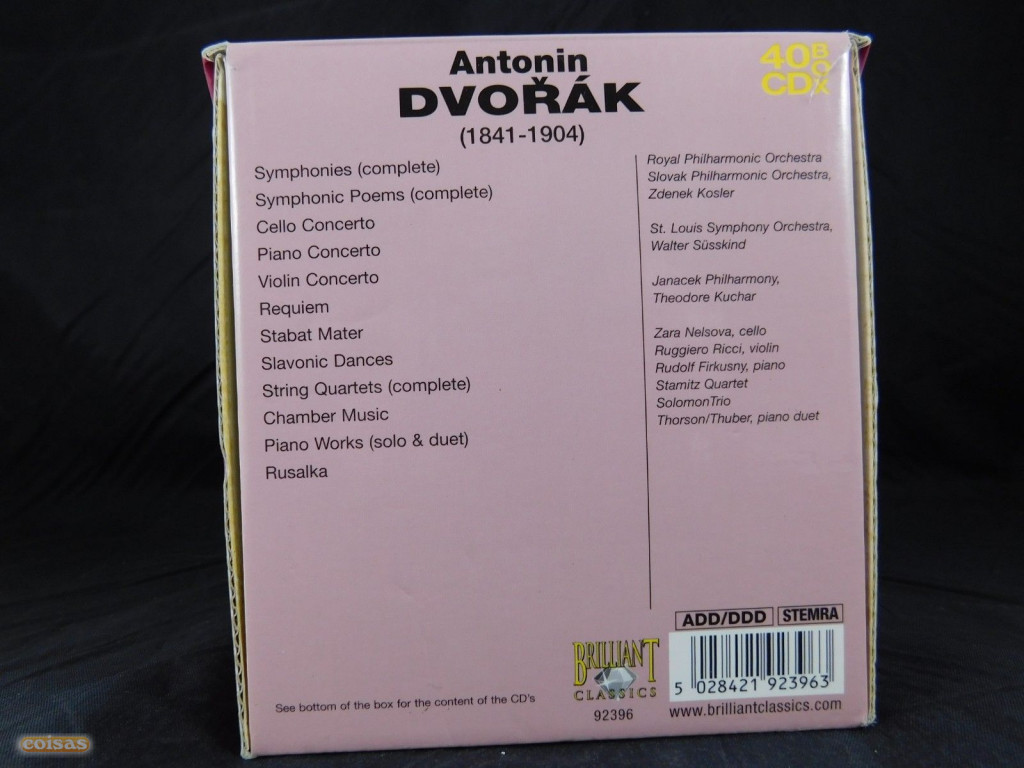 Antonin
DVOŘÁK
(1841-1904)
40 BOX
CD
Symphonies (complete)
Symphonic Poems (complete)
Cello Concerto
Piano Concerto
Violin Concerto
Requiem
Stabat Mater
Slavonic Dances
String Quartets (complete)
Chamber Music
Piano Works (solo & duet)
Rusalka
Royal Philharmonic Orchestra
Slovak Philharmonic Orchestra,
Zdenek Kosler
St. Louis Symphony Orchestra,
Walter Süsskind
Janacek Philharmony,
Theodore Kuchar
Zara Nelsova, cello
Ruggiero Ricci, violin
Rudolf Firkusny, piano
Stamitz Quartet
SolomonTrio
Thorson/Thuber, piano duet
See bottom of the box for the content of the CD's
BRILLIANT
CLASSICS
92396
ADD/DDD STEMRA
5 028421 923963
www.brilliantclassics.com
coisas